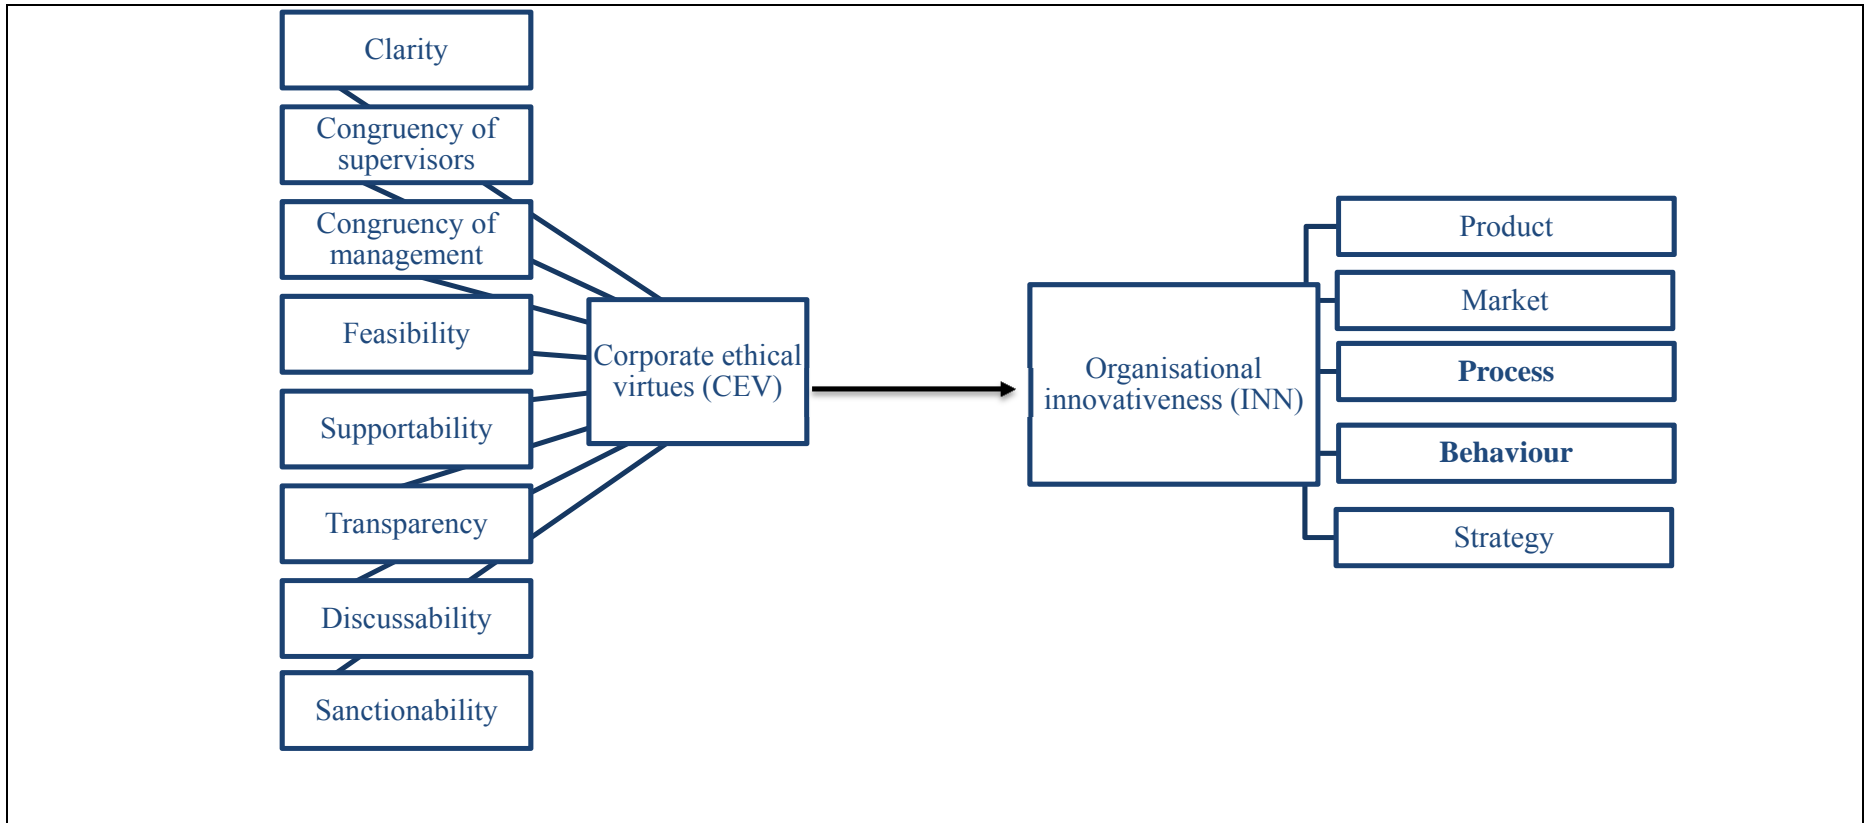 Clarity
Congruency of
supervisors
Congruency of
management
Feasibility
Supportability
Transparency
Discussability
Sanctionability
Corporate ethical
virtues (CEV)
Organisational
innovativeness (INN)
Product
Market
Process
Behaviour
Strategy